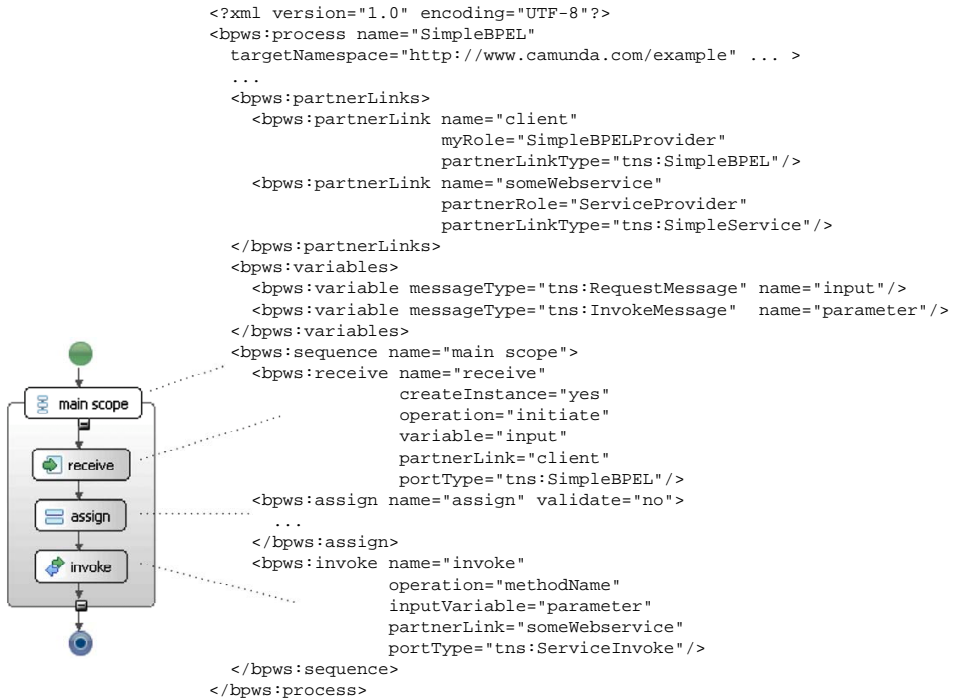 <?xml version="1.0" encoding="UTF-8"?>
<bpws:process name="SimpleBPEL"
targetNamespace="http://www.camunda.com/example" ... >
...
<bpws:partnerLinks>
<bpws:partnerLink name="client"
myRole="SimpleBPELProvider"
partnerLinkType="tns:SimpleBPEL"/>
<bpws:partnerLink name="someWebservice"
partnerRole="ServiceProvider"
partnerLinkType="tns:SimpleService"/>
</bpws:partnerLinks>
<bpws:variables>
<bpws:variable messageType="tns:RequestMessage" name="input"/>
<bpws:variable messageType="tns:InvokeMessage"  name="parameter"/>
</bpws:variables>
<bpws:sequence name="main scope">
<bpws:receive name="receive"
createInstance="yes"
operation="initiate"
variable="input"
partnerLink="client"
portType="tns:SimpleBPEL"/>
<bpws:assign name="assign" validate="no">
...
</bpws:assign>
<bpws:invoke name="invoke"
operation="methodName"
inputVariable="parameter"
partnerLink="someWebservice"
portType="tns:ServiceInvoke"/>
</bpws:sequence>
</bpws:process>
main scope
receive
assign
invoke